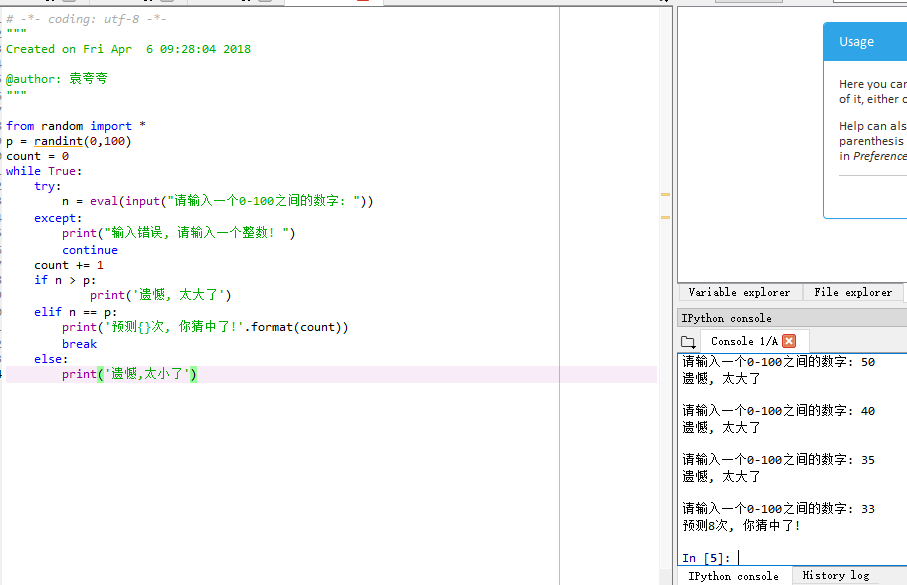 # -*- coding: utf-8 -*-
"""
Created on Fri Apr  6 09:28:04 2018

@author: 袁夸夸
"""

from random import *
p = randint(0,100)
count = 0
while True:
    try:
        n = eval(input("请输入一个0-100之间的数字: "))
    except:
        print("输入错误, 请输入一个整数! ")
        continue
    count += 1
    if n > p:
            print('遗憾, 太大了')
    elif n == p:
        print('预测{}次, 你猜中了!'.format(count))
        break
    else:
        print('遗憾,太小了')
Usage
Here you can
of it, either
Help can als
parenthesis
in Preference
Variable explorer
File explorer
IPython console
Console 1/A
请输入一个0-100之间的数字: 50
遗憾, 太大了
请输入一个0-100之间的数字: 40
遗憾, 太大了
请输入一个0-100之间的数字: 35
遗憾, 太大了
请输入一个0-100之间的数字: 33
预测8次, 你猜中了!
In [5]:
IPython console
History log